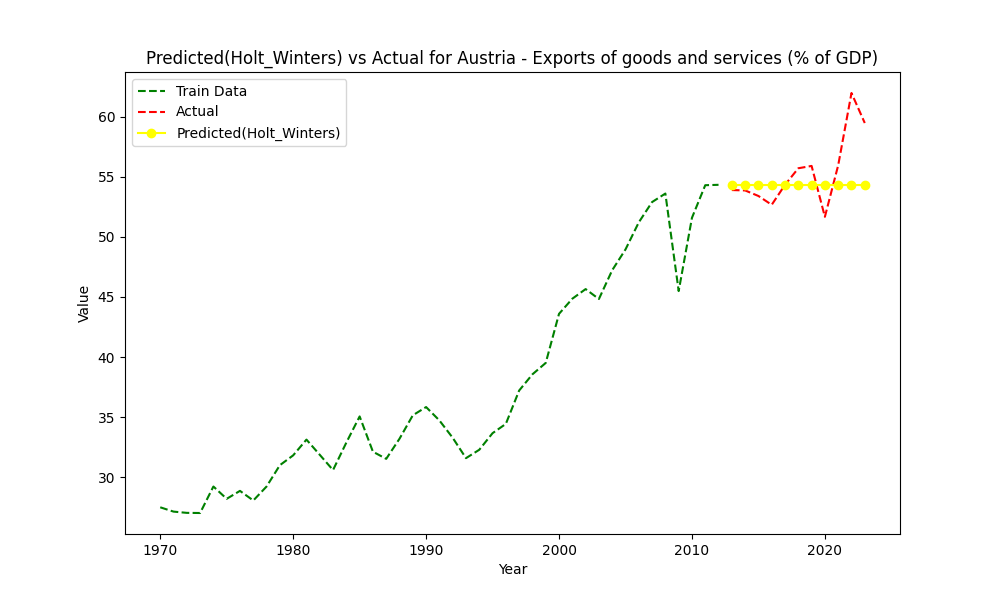 Predicted(Holt_Winters) vs Actual for Austria - Exports of goods and services (% of GDP)
Train Data
Actual
Predicted(Holt_Winters)
60
55
50
45
40
35
30
Value
1970 1980 1990 2000 2010 2020
Year